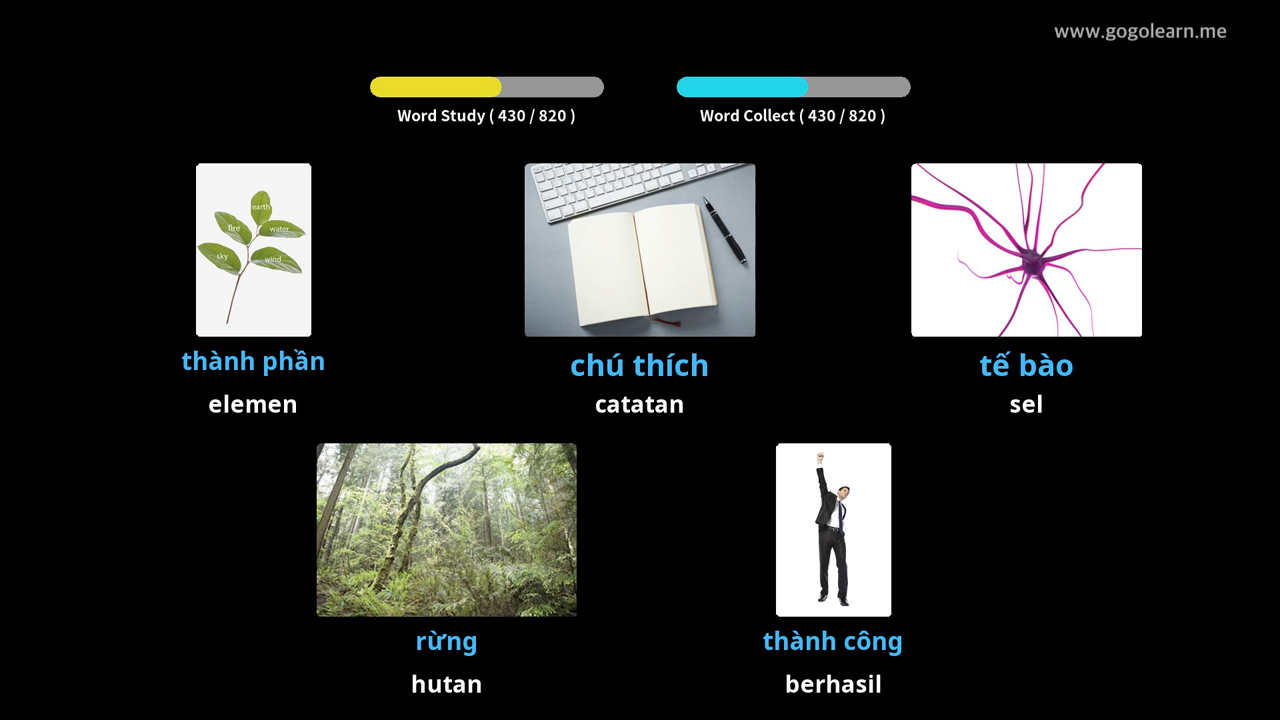 www.gogolearn.me
Word Study ( 430 / 820 )
Word Collect ( 430 / 820 )
earth
fire
water
sky
wind
thành phần
elemen
chú thích
catatan
tế bào
sel
rừng
hutan
thành công
berhasil